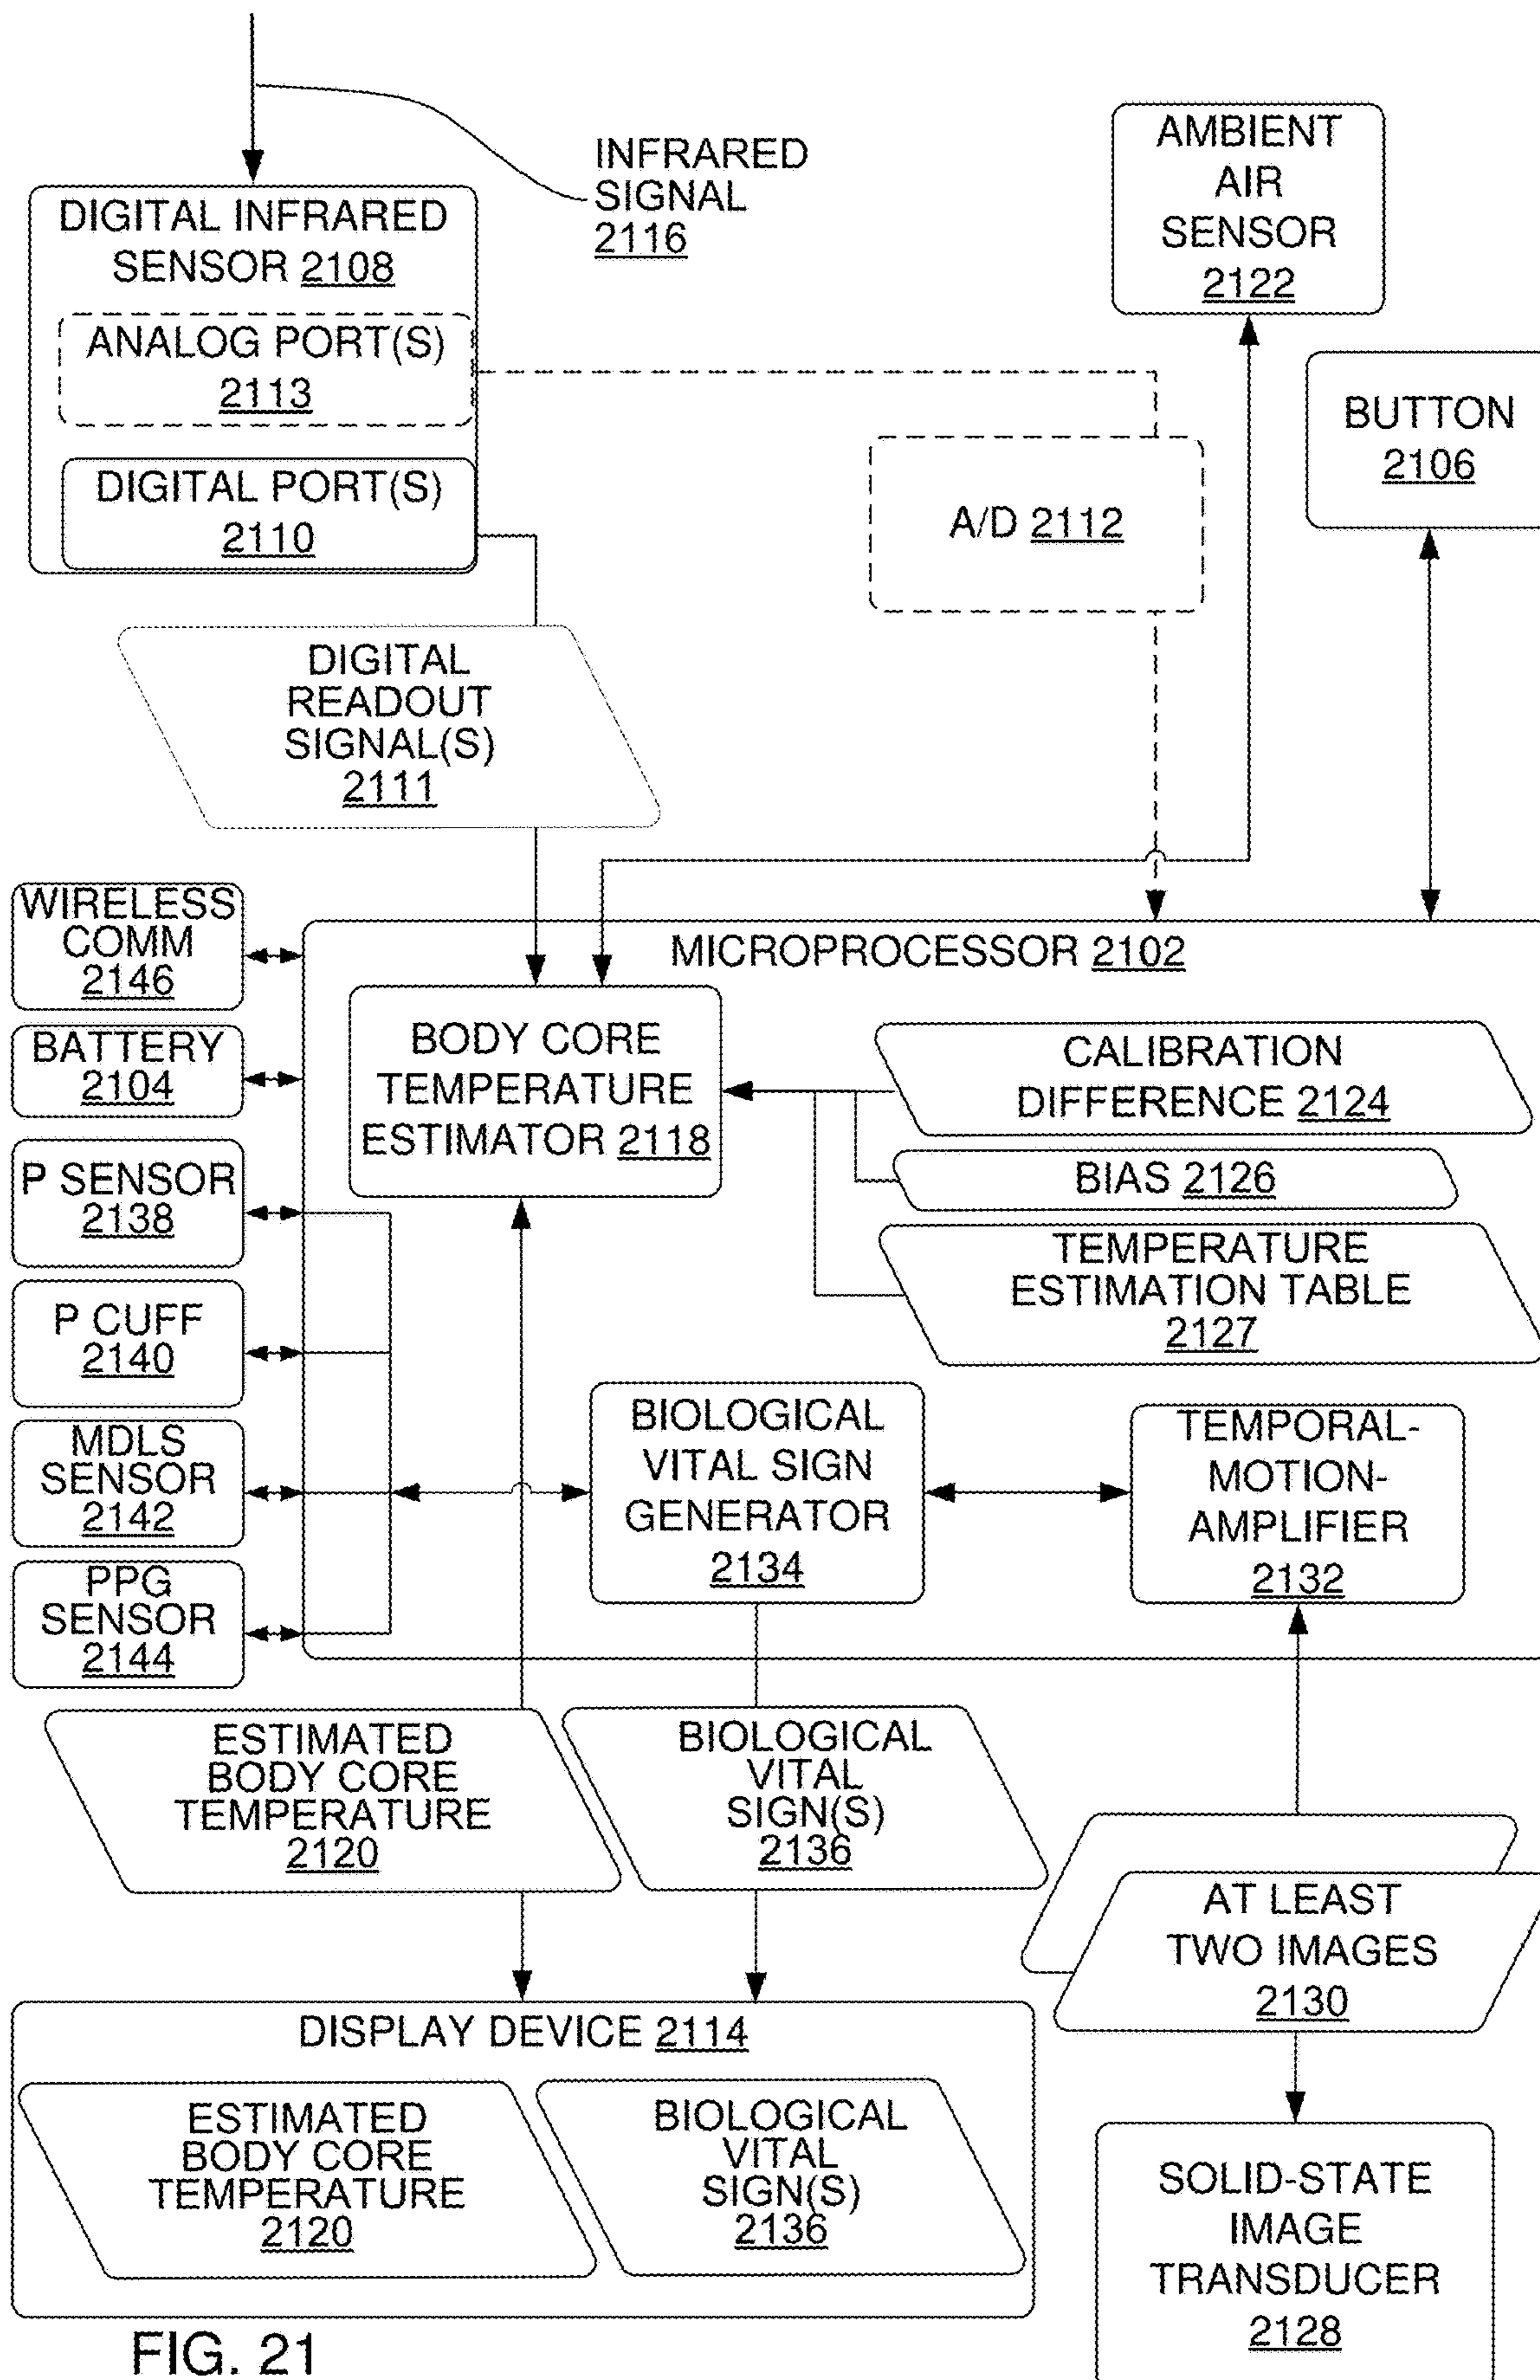 INFRARED
SIGNAL
2116
DIGITAL INFRARED
SENSOR 2108
ANALOG PORT(S)
2113
DIGITAL PORT(S)
2110
AMBIENT
AIR
SENSOR
2122
BUTTON
2106
A/D 2112
DIGITAL
READOUT
SIGNAL(S)
2111
WIRELESS
COMM
2146
BATTERY
2104
P SENSOR
2138
P CUFF
2140
MDLS
SENSOR
2142
PPG
SENSOR
2144
MICROPROCESSOR 2102
BODY CORE
TEMPERATURE
ESTIMATOR 2118
CALIBRATION
DIFFERENCE 2124
BIAS 2126
TEMPERATURE
ESTIMATION TABLE
2127
BIOLOGICAL
VITAL SIGN
GENERATOR
2134
TEMPORAL-
MOTION-
AMPLIFIER
2132
ESTIMATED
BODY CORE
TEMPERATURE
2120
BIOLOGICAL
VITAL
SIGN(S)
2136
AT LEAST
TWO IMAGES
2130
DISPLAY DEVICE 2114
ESTIMATED
BODY CORE
TEMPERATURE
2120
BIOLOGICAL
VITAL
SIGN(S)
2136
SOLID-STATE
IMAGE
TRANSDUCER
2128
FIG. 21